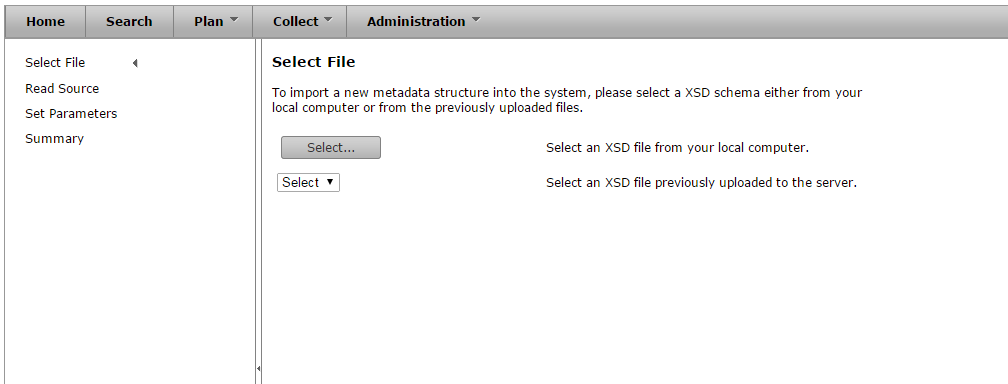 Home Search Plan Collect Administration
Select File
Read Source
Set Parameters
Summary
Select File
To import a new metadata structure into the system, please select a XSD schema either from your
local computer or from the previously uploaded files.
Select... Select an XSD file from your local computer.
Select Select an XSD file previously uploaded to the server.